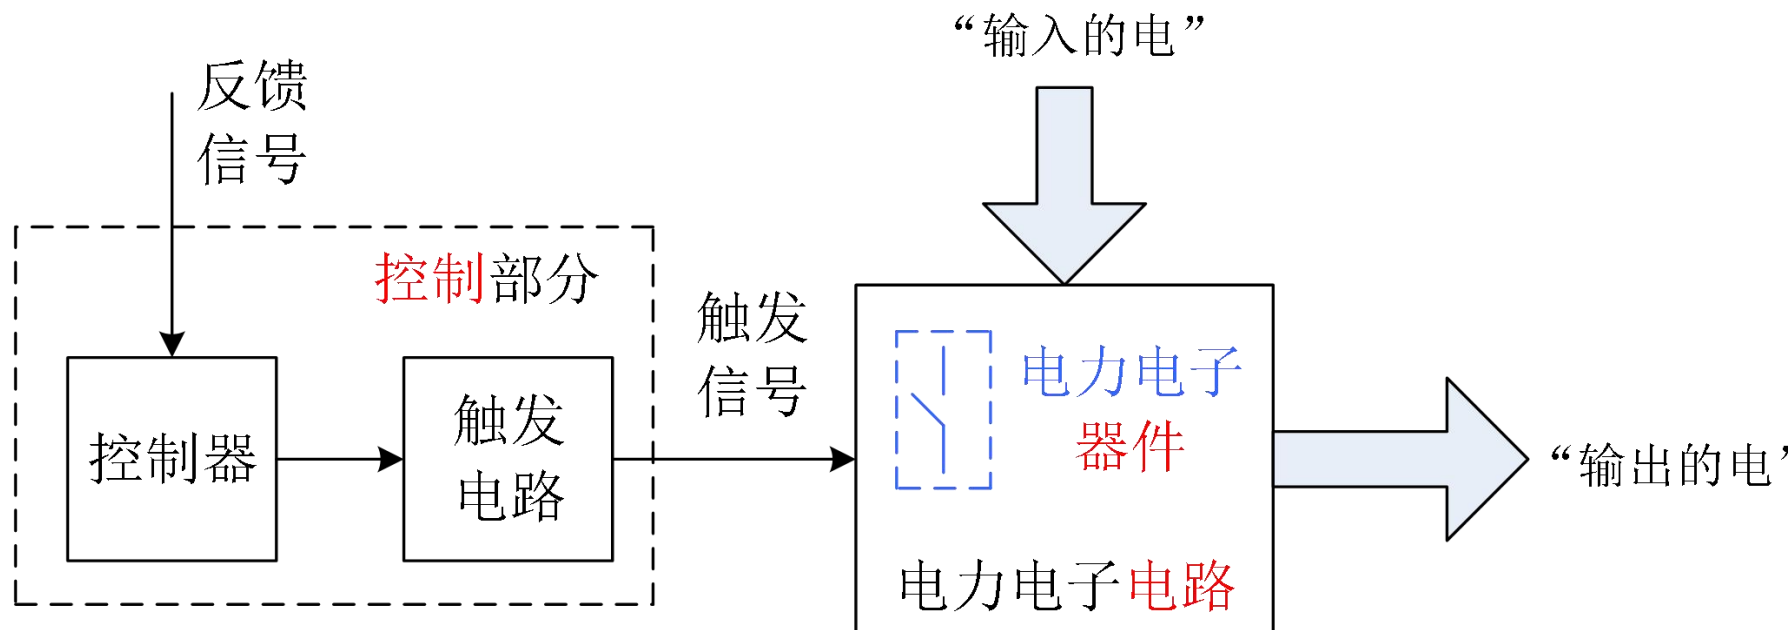 “输入的电”
反馈
信号
控制部分
触发
信号
控制器
触发
电路
电力电子
器件
电力电子电路
“输出的电’